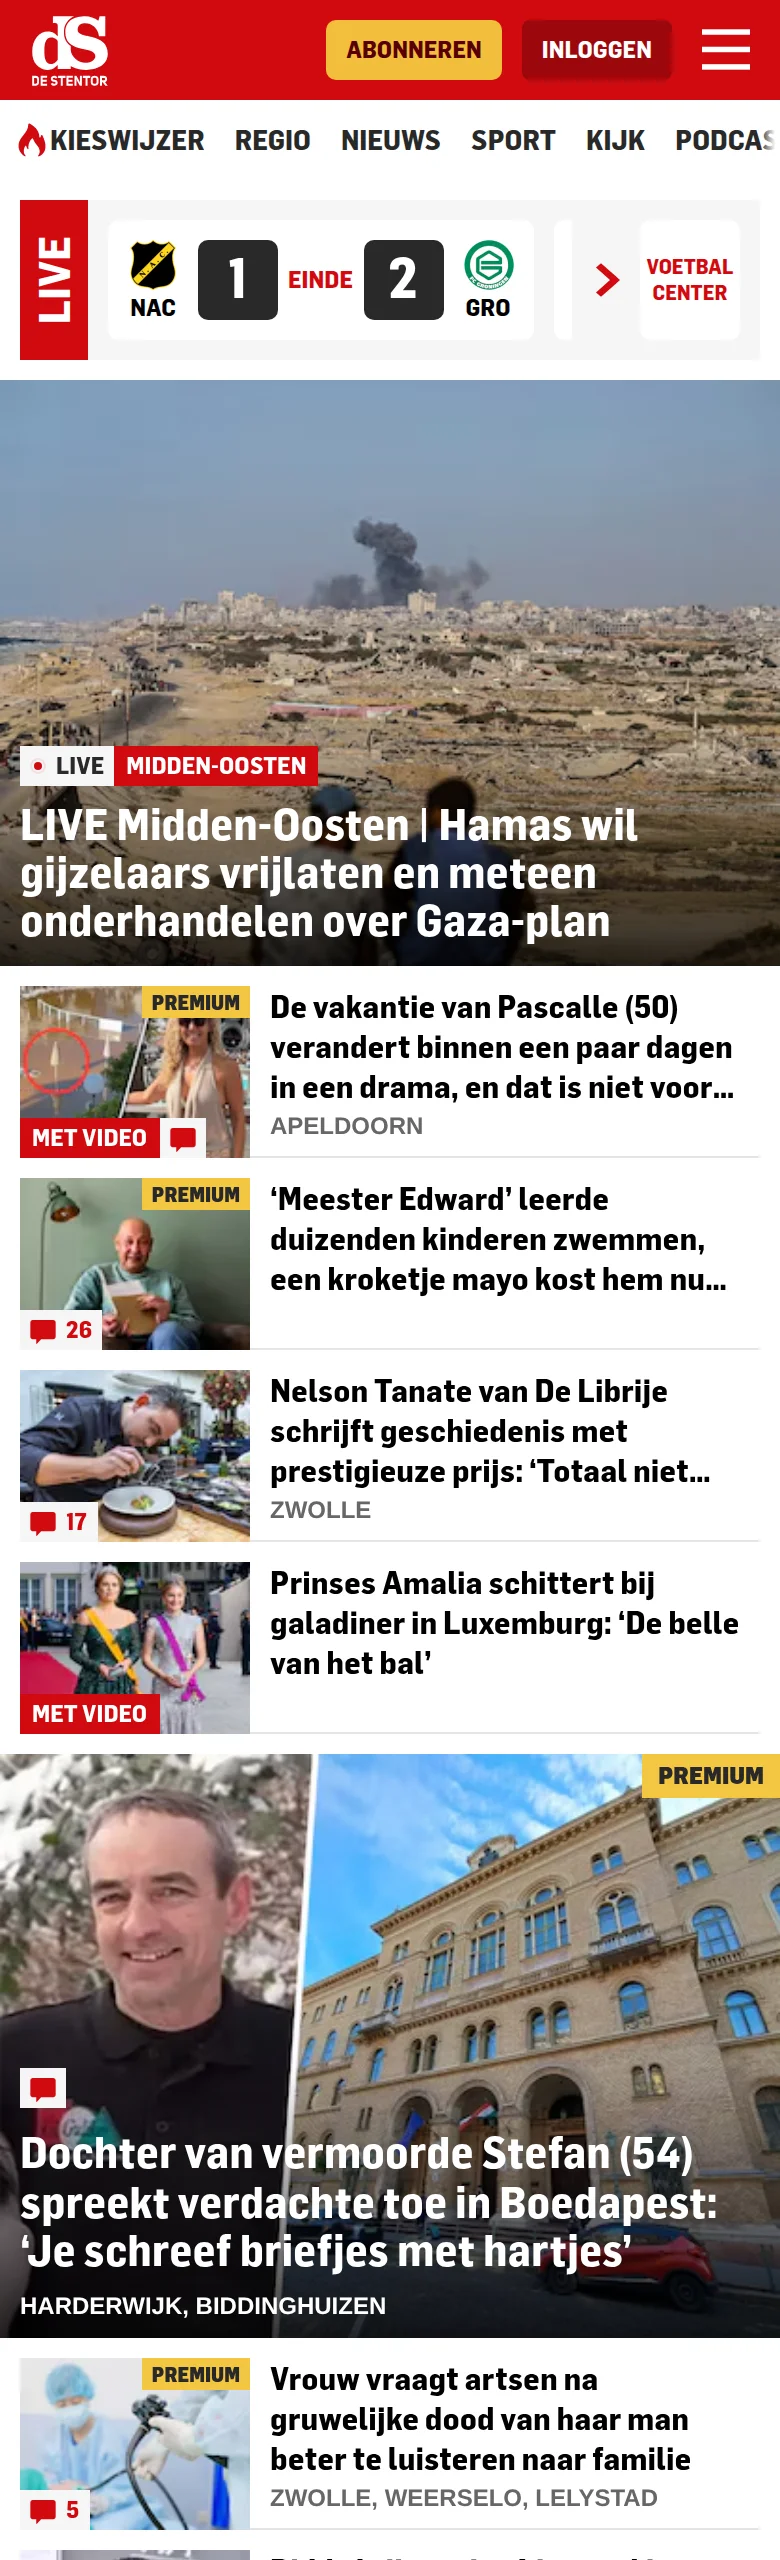 dS
DE STENTOR
ABONNEREN
INLOGGEN
KIESWIJZER REGIO NIEUWS SPORT KIJK PODCAS
LIVE
NAC
1
EINDE
2
GRO
VOETBAL
CENTER
LIVE MIDDEN-OOSTEN
LIVE Midden-Oosten | Hamas wil
gijzelaars vrijlaten en meteen
onderhandelen over Gaza-plan
PREMIUM
MET VIDEO
De vakantie van Pascalle (50)
verandert binnen een paar dagen
in een drama, en dat is niet voor...
APELDOORN
PREMIUM
26
‘Meester Edward’ leerde
duizenden kinderen zwemmen,
een kroketje mayo kost hem nu...
17
Nelson Tanate van De Librije
schrijft geschiedenis met
prestigieuze prijs: ‘Totaal niet...
ZWOLLE
MET VIDEO
Prinses Amalia schittert bij
galadiner in Luxemburg: ‘De belle
van het bal’
PREMIUM
Dochter van vermoorde Stefan (54)
spreekt verdachte toe in Boedapest:
‘Je schreef briefjes met hartjes’
HARDERWIJK, BIDDINGHUIZEN
PREMIUM
5
Vrouw vraagt artsen na
gruwelijke dood van haar man
beter te luisteren naar familie
ZWOLLE, WEERSELO, LELYSTAD